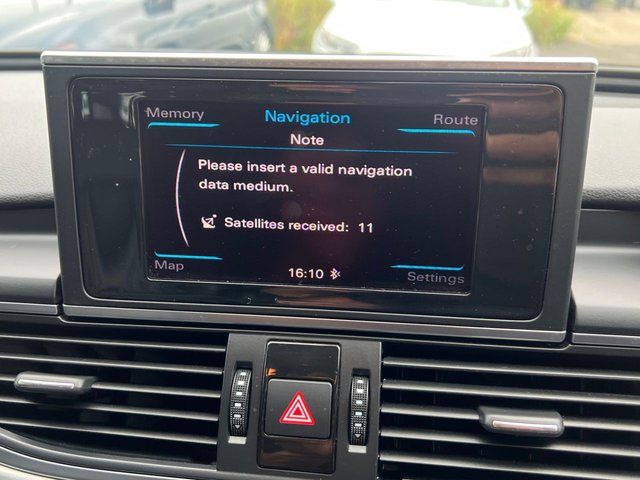 Memory
Navigation
Route
Note
Please insert a valid navigation
data medium.
Satellites received: 11
Map
16:10
Settings